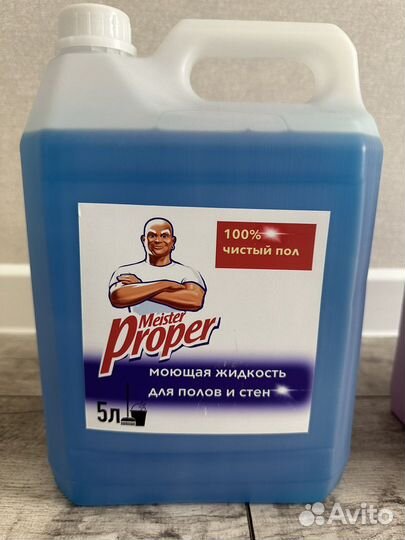 100%
чистый пол
Meister
Proper
моющая жидкость
для полов и стен
5л
Avito